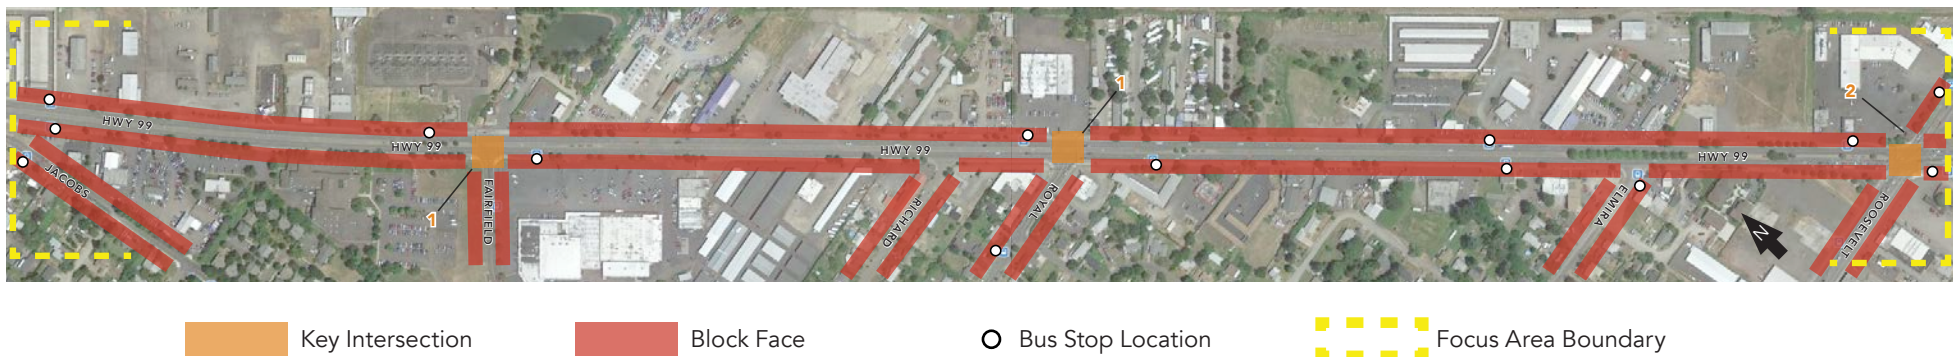 1
2
HWY 99
HWY 99
HWY 99
HWY 99
JACOBS
FAIRFIELD
1
RICHARD
ROYAL
ELMIRA
N
ROOSEVELT
Key Intersection
Block Face
Bus Stop Location
Focus Area Boundary